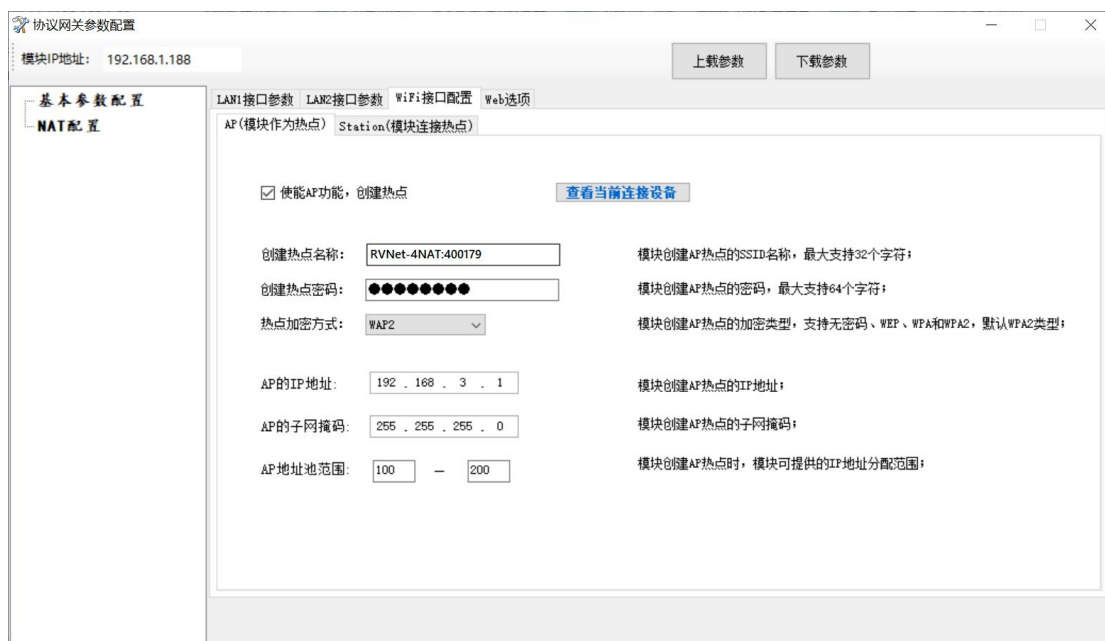 协议网关参数配置
模块IP地址: 192.168.1.188 上载参数 下载参数
基本参数配置
NAT配置
LAN1接口参数 LAN2接口参数 WiFi接口配置 Web选项
AP(模块作为热点) Station(模块连接热点)
使能AP功能，创建热点 查看当前连接设备
创建热点名称: RVNet-4NAT:400179 模块创建AP热点的SSID名称，最大支持32个字符;
创建热点密码: ●●●●●●●● 模块创建AP热点的密码，最大支持64个字符;
热点加密方式: WAP2 模块创建AP热点的加密类型，支持无密码、WEP、WPA和WPA2，默认WPA2类型;
AP的IP地址: 192 . 168 . 3 . 1 模块创建AP热点的IP地址;
AP的子网掩码: 255 . 255 . 255 . 0 模块创建AP热点的子网掩码;
AP地址池范围: 100 — 200 模块创建AP热点时，模块可提供的IP地址分配范围;